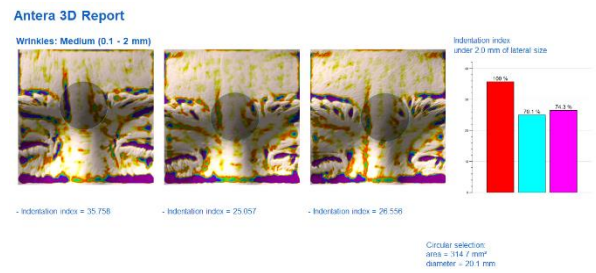 Antera 3D Report
Wrinkles: Medium (0.1 - 2 mm)
Indentation index
under 2.0 mm of lateral size
100 %
70.1 %
74.3 %
- Indentation index = 35.758
- Indentation index = 25.057
- Indentation index = 26.556
Circular selection:
area = 314.7 mm²
diameter = 20.1 mm